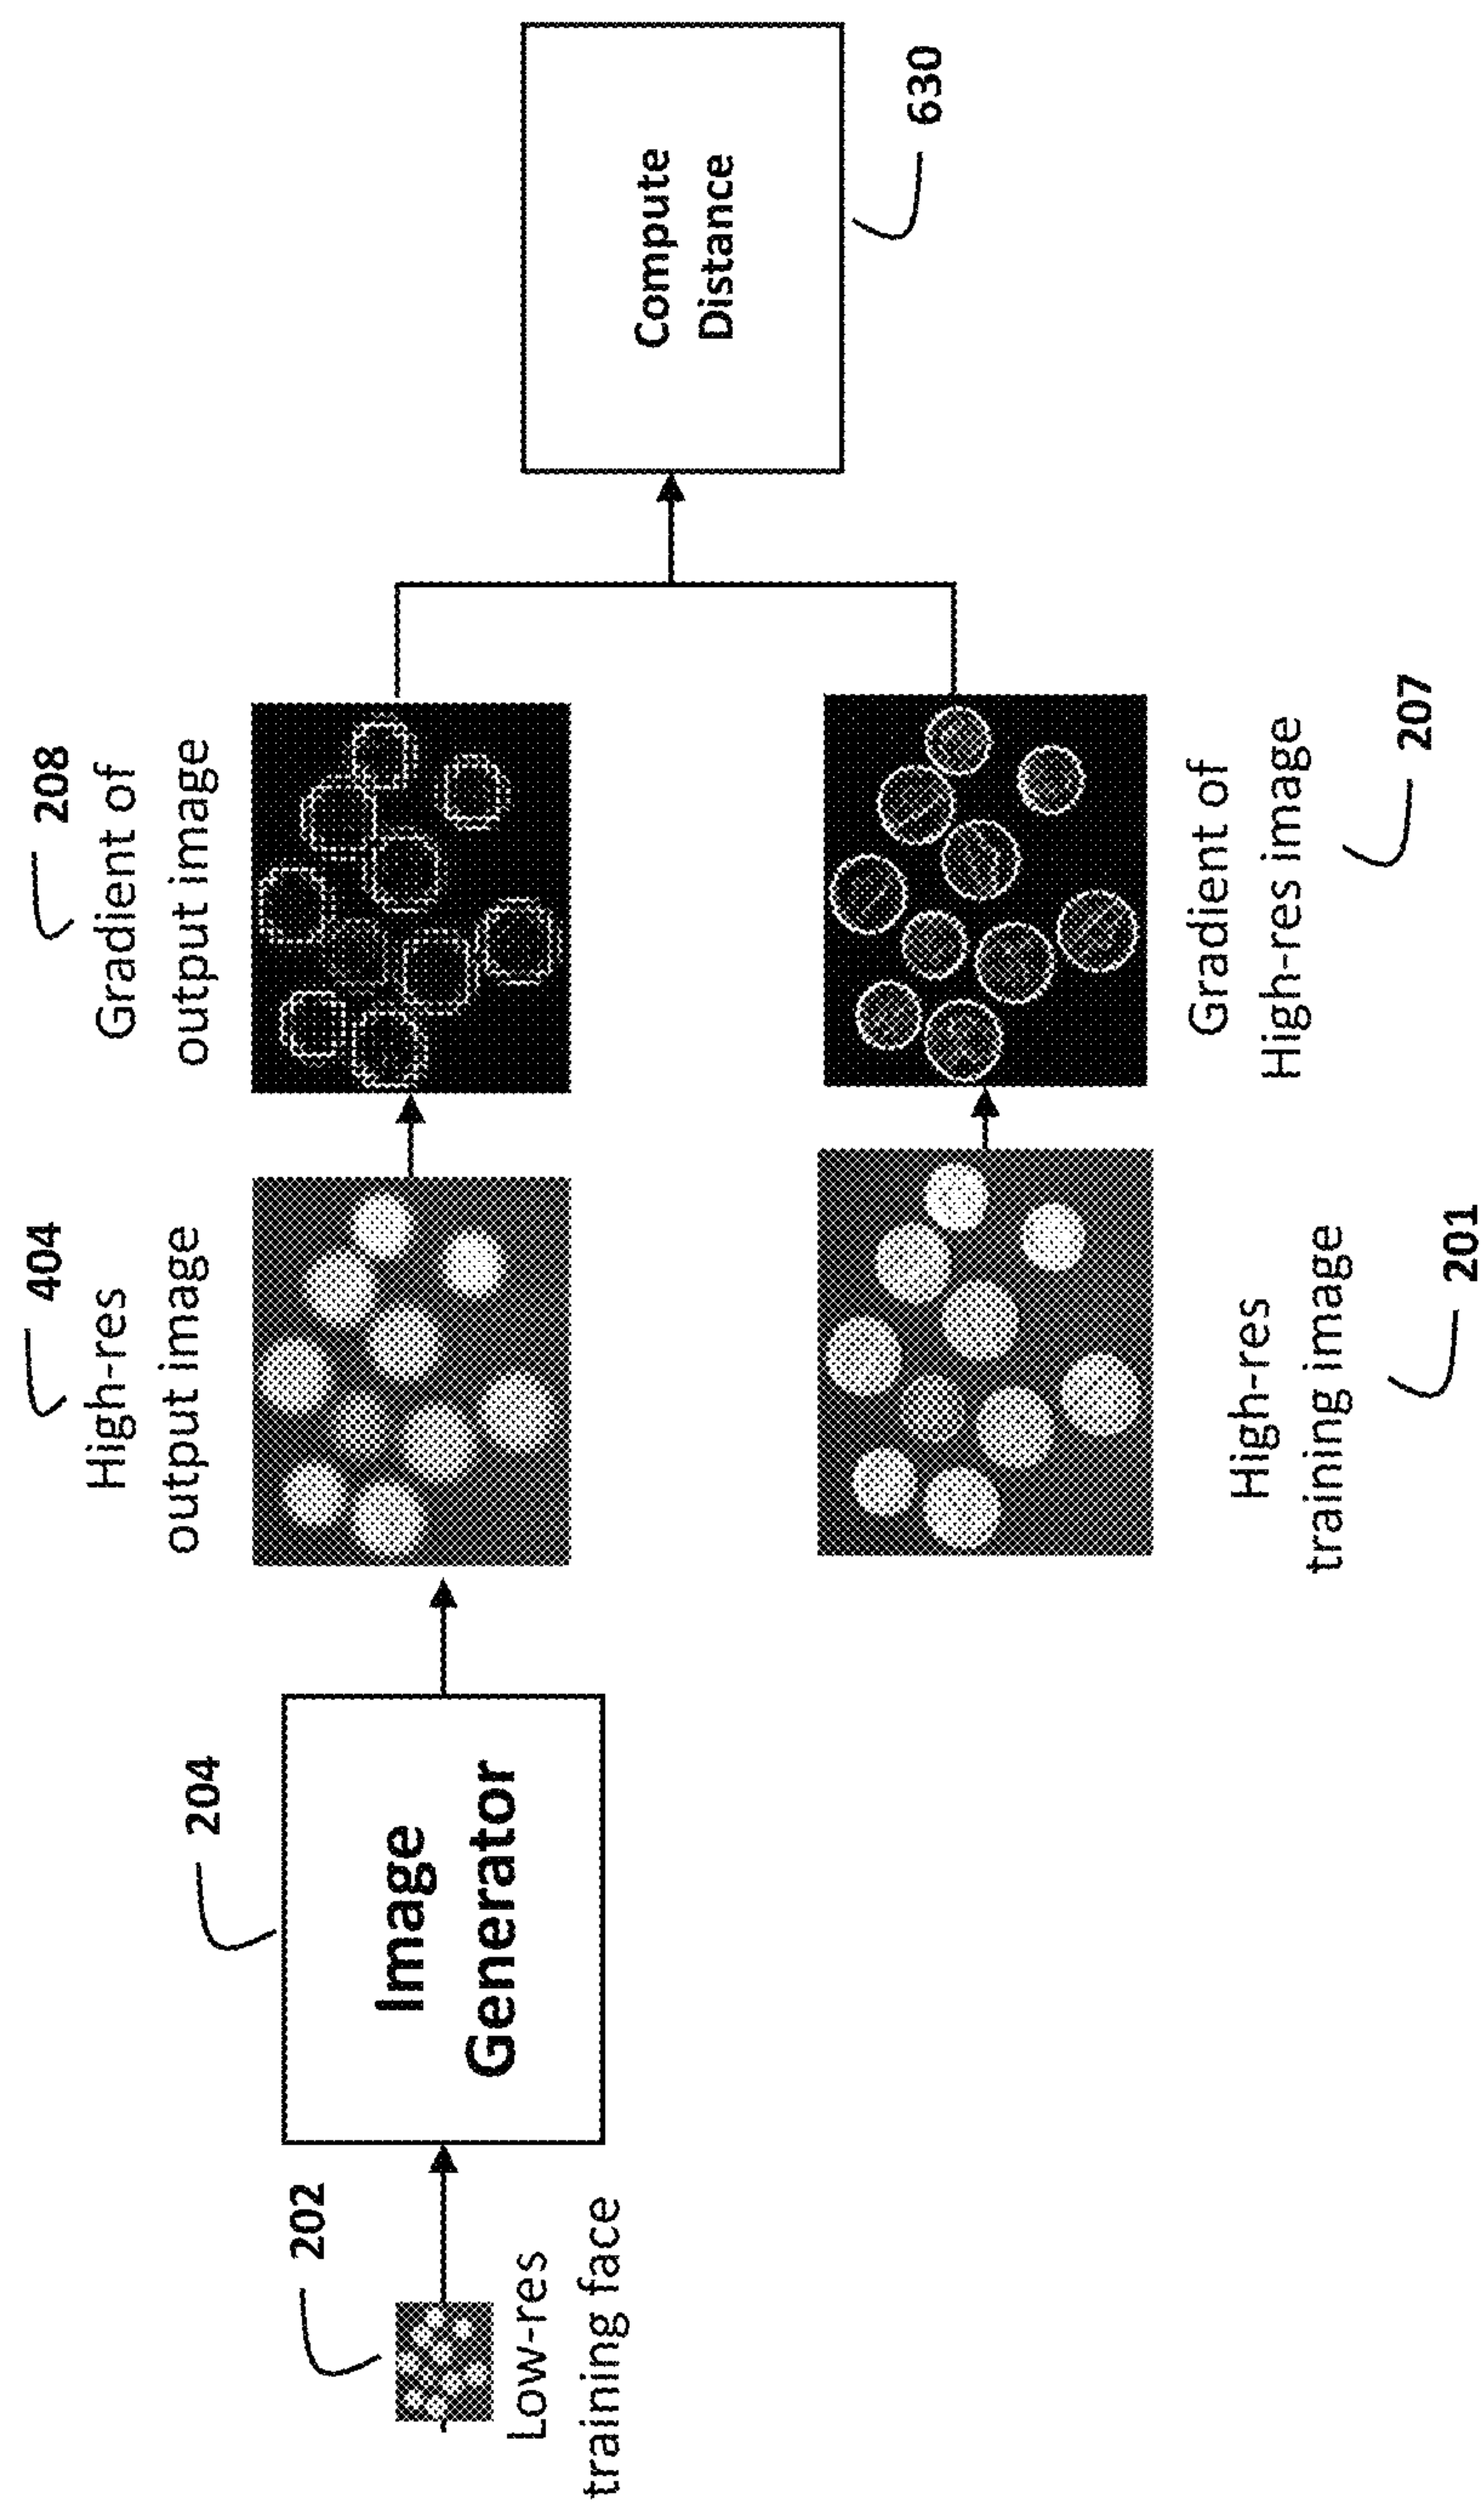 202
Low-res
training face
204
Image
Generator
404
High-res
output image
208
Gradient of
output image
High-res
training image
201
Gradient of
High-res image
207
Compute
Distance
630